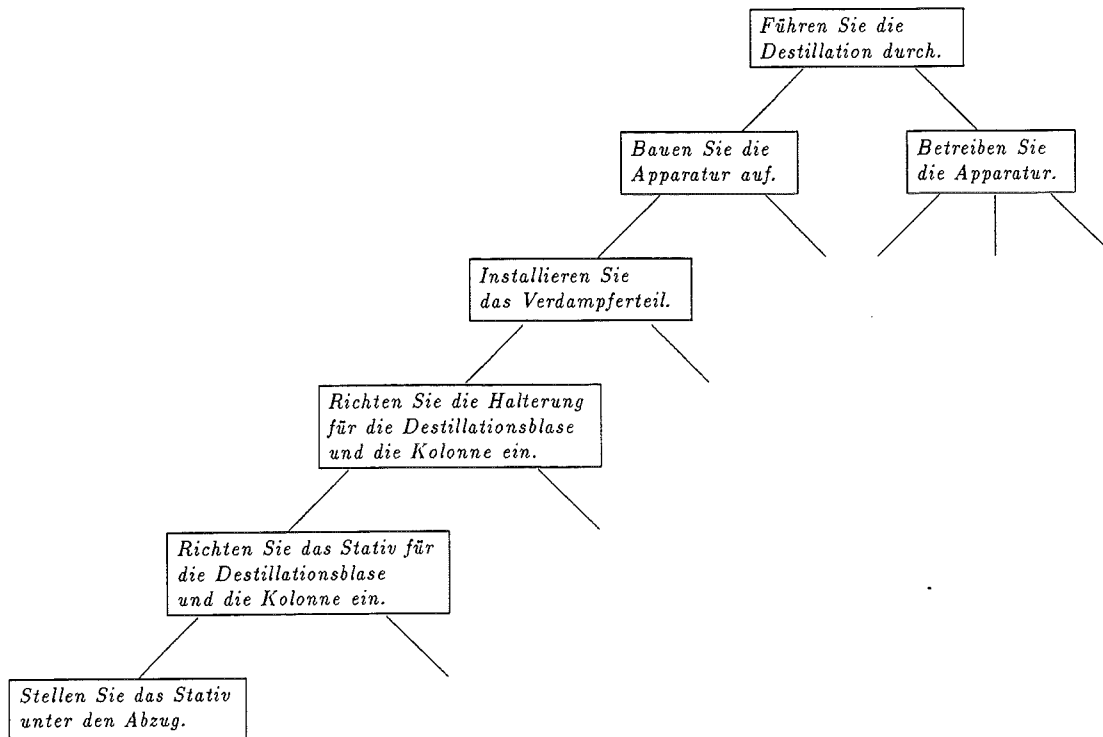 Führen Sie die
Destillation durch.
Bauen Sie die
Apparatur auf.
Betreiben Sie
die Apparatur.
Installieren Sie
das Verdampferteil.
Richten Sie die Halterung
für die Destillationsblase
und die Kolonne ein.
Richten Sie das Stativ für
die Destillationsblase
und die Kolonne ein.
Stellen Sie das Stativ
unter den Abzug.